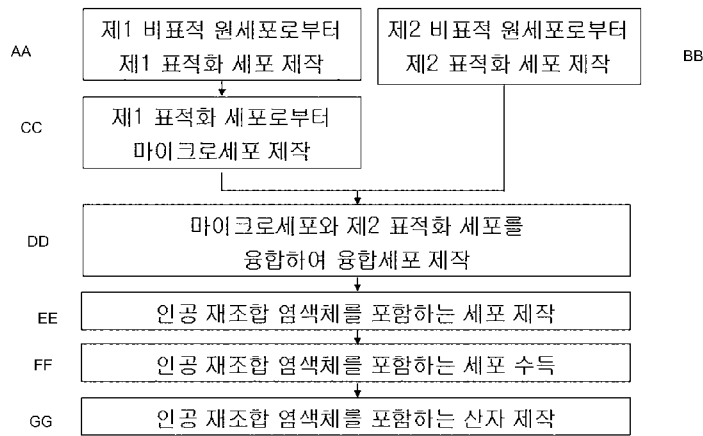 AA
제1 비표적 원세포로부터
제1 표적화 세포 제작
제2 비표적 원세포로부터
제2 표적화 세포 제작
BB
CC
제1 표적화 세포로부터
마이크로세포 제작
DD
마이크로세포와 제2 표적화 세포를
융합하여 융합세포 제작
EE
인공 재조합 염색체를 포함하는 세포 제작
FF
인공 재조합 염색체를 포함하는 세포 수득
GG
인공 재조합 염색체를 포함하는 산자 제작